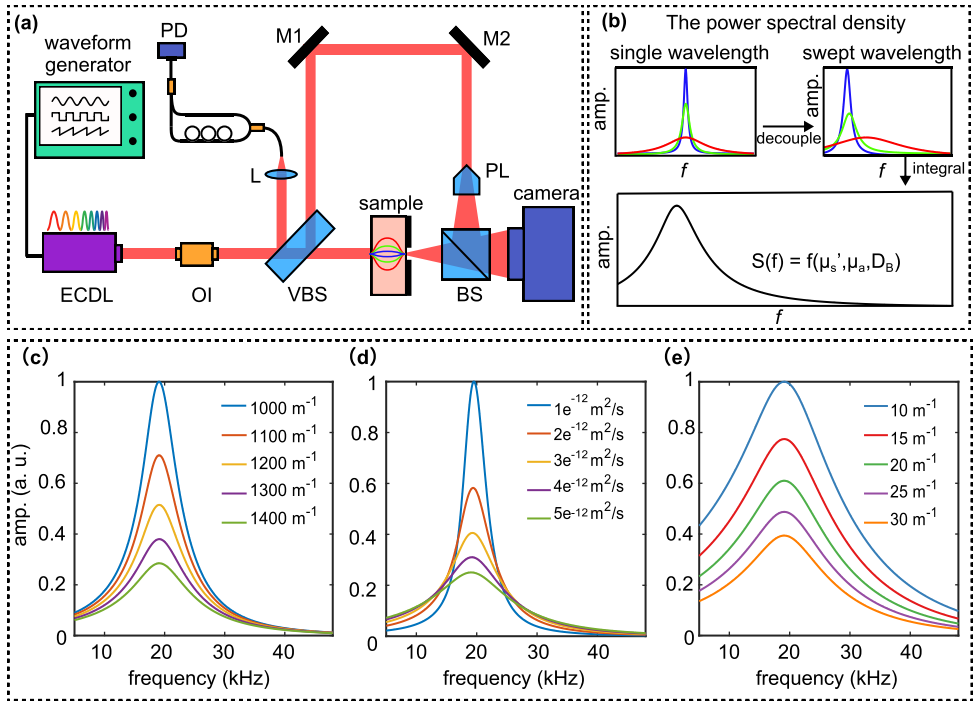 (a)
PD
waveform
generator
M1
M2
L
PL
sample
camera
ECDL
OI
VBS
BS
(b)
The power spectral density
single wavelength
swept wavelength
amp.
f
decouple
amp.
f
integral
amp.
S(f) = f(μs',μa,DB)
f
(c)
amp. (a. u.)
1
0.8
0.6
0.4
0.2
0
1000 m-1
1100 m-1
1200 m-1
1300 m-1
1400 m-1
10 20 30 40
frequency (kHz)
(d)
1
0.8
0.6
0.4
0.2
0
1e-12 m2/s
2e-12 m2/s
3e-12 m2/s
4e-12 m2/s
5e-12 m2/s
10 20 30 40
frequency (kHz)
(e)
1
0.8
0.6
0.4
0.2
0
10 m-1
15 m-1
20 m-1
25 m-1
30 m-1
10 20 30 40
frequency (kHz)